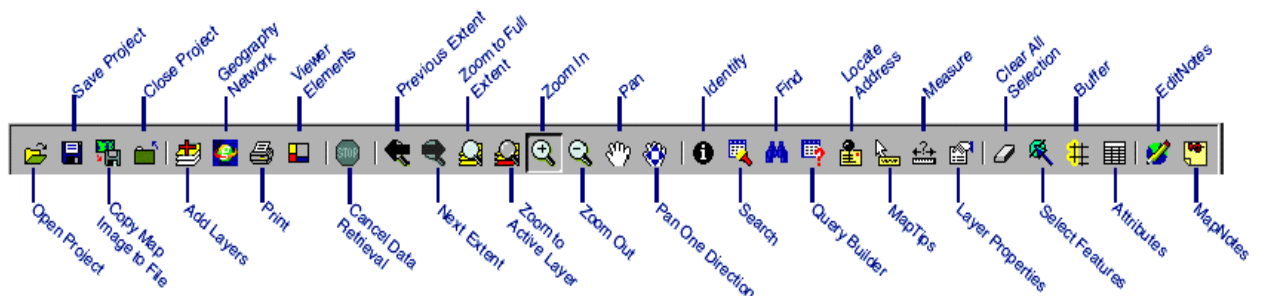 Save Project
Close Project
Geography
Network
Viewer
Elements
Previous Extent
Zoom to Full
Extent
Zoom In
Pan
Identify
Find
Locate
Address
Measure
Clear All
Selection
Buffer
EditNotes
STOP
Open Project
Copy Map
Image to File
Add Layers
Print
Cancel Data
Retrieval
Next Extent
Zoom to
Active Layer
Zoom Out
Pan One Direction
Search
Query Builder
MapTips
Layer Properties
Select Features
Attributes
MapNotes